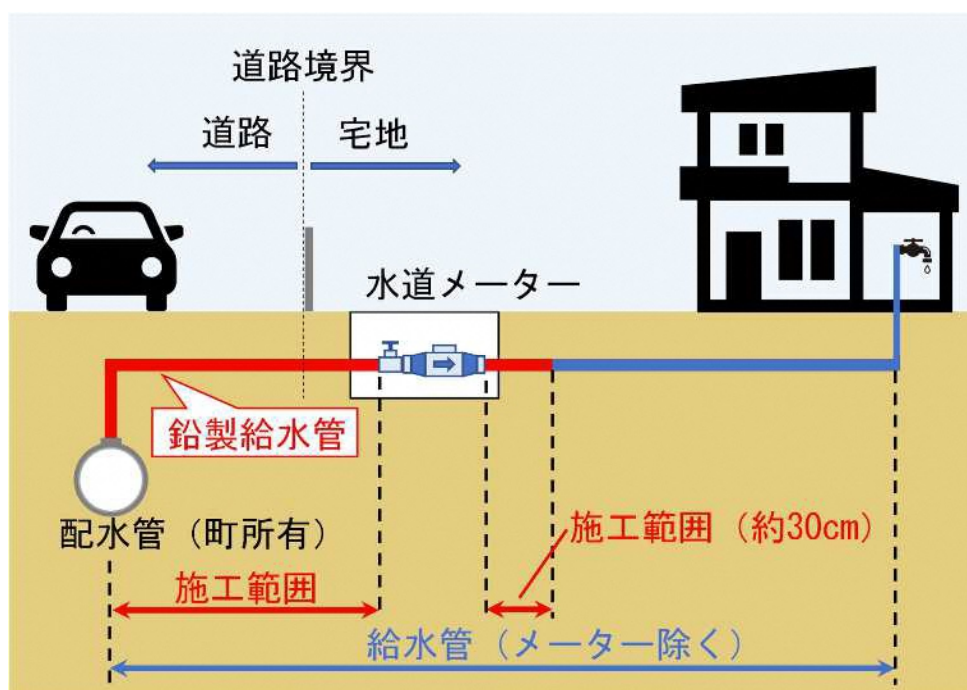 道路境界
道路
宅地
水道メーター
鉛製給水管
配水管（町所有）
施工範囲（約30cm）
施工範囲
給水管（メーター除く）